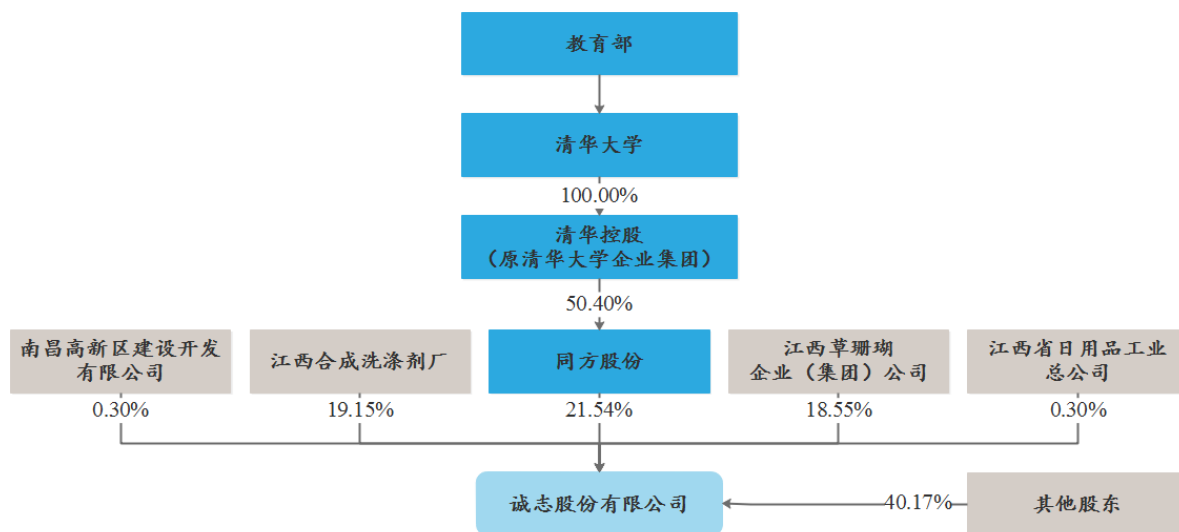 教育部
清华大学
100.00%
清华控股
（原清华大学企业集团）
50.40%
南昌高新区建设开发
有限公司
江西合成洗涤剂厂
同方股份
江西草珊瑚
企业（集团）公司
江西省日用品工业
总公司
0.30%
19.15%
21.54%
18.55%
0.30%
诚志股份有限公司
40.17%
其他股东